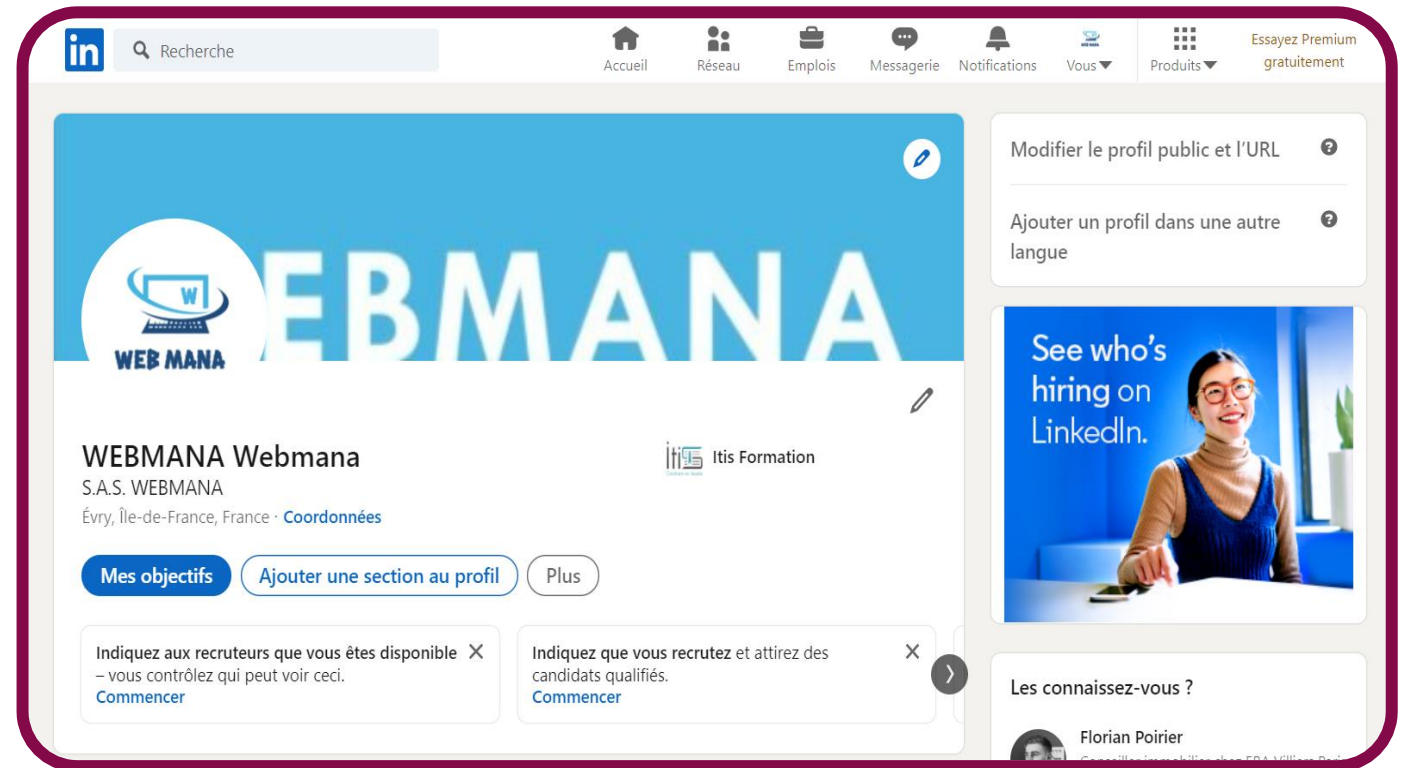 in
Recherche
Accueil
Réseau
Emplois
Messagerie
Notifications
Vous
Produits
Essayez Premium
gratuitement
EBMANA
W
WEB MANA
WEBMANA Webmana
S.A.S. WEBMANA
Évry, Île-de-France, France · Coordonnées
İtis
Itis Formation
Mes objectifs
Ajouter une section au profil
Plus
Indiquez aux recruteurs que vous êtes disponible
– vous contrôlez qui peut voir ceci.
Commencer
Indiquez que vous recrutez et attirez des
candidats qualifiés.
Commencer
Modifier le profil public et l’URL
Ajouter un profil dans une autre
langue
See who’s
hiring on
LinkedIn.
Les connaissez-vous ?
Florian Poirier